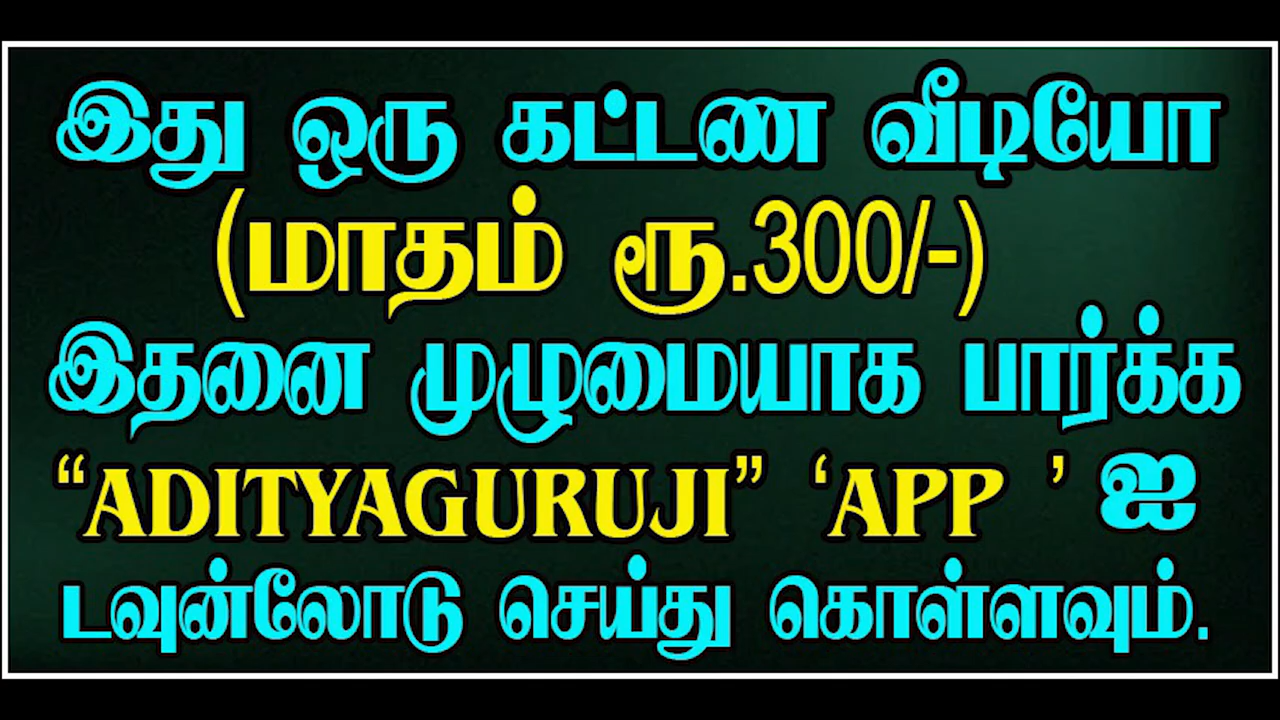 இது ஒரு கட்டண வீடியோ
(மாதம் ரூ.300/-)
இதனை முழுமையாக பார்க்க
“ADITYAGURUJI” ‘APP ’ ஐ
டவுன்லோடு செய்து கொள்ளவும்.